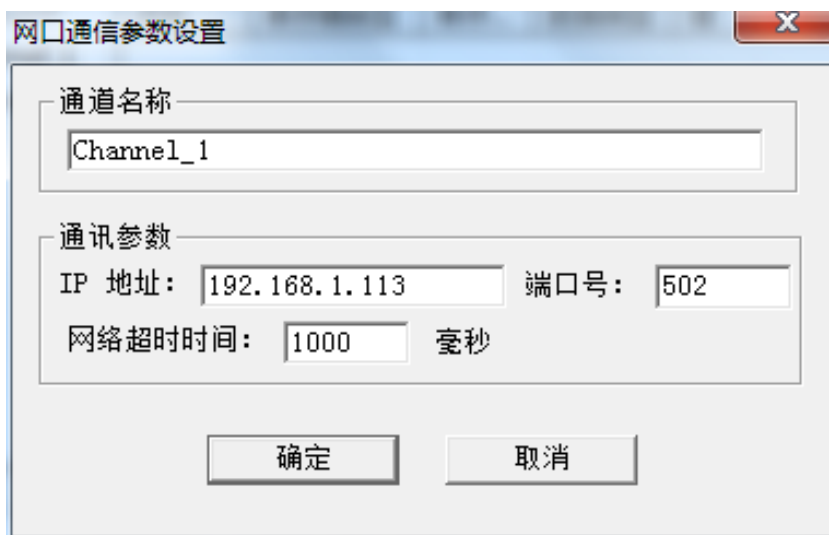 网口通信参数设置
通道名称
Channel_1
通讯参数
IP 地址： 192.168.1.113 端口号： 502
网络超时时间： 1000 毫秒
确定 取消